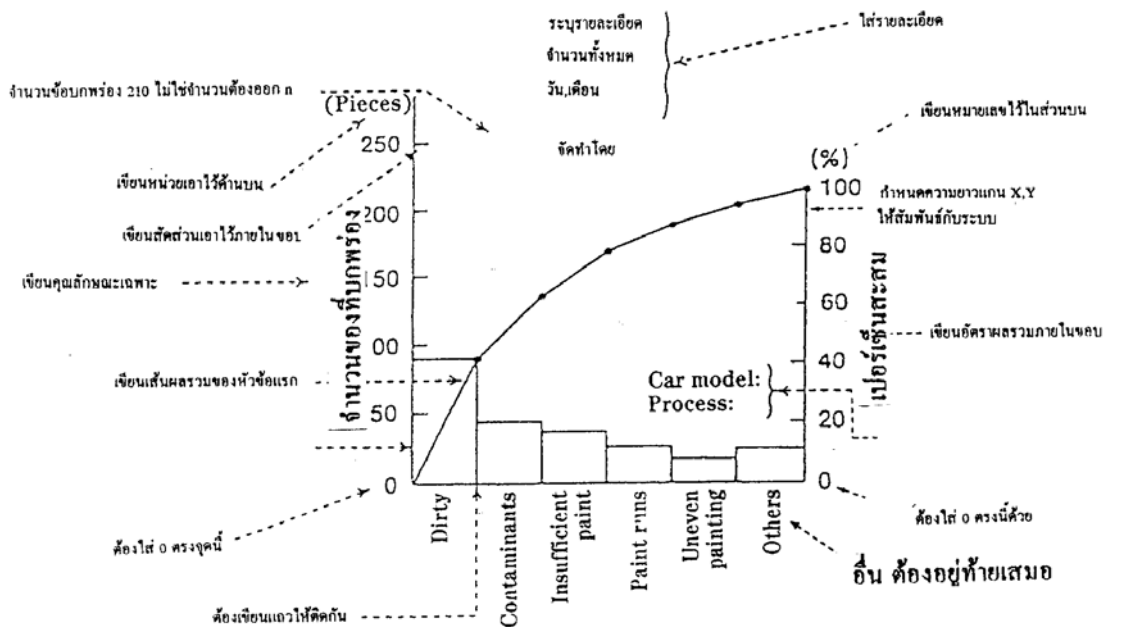 ระบุรายละเอียด
จำนวนทั้งหมด
วัน,เดือน
ใส่รายละเอียด
จำนวนข้อบกพร่อง 210 ไม่ใช่จำนวนต้องออก n
(Pieces)
จัดทำโดย
เขียนหมายเลขไว้ในส่วนบน
(%)
เขียนหน่วยเอาไว้ด้านบน
เขียนสัดส่วนเอาไว้ภายใน ขอบ
เขียนคุณลักษณะเฉพาะ
กำหนดความยาวแกน X,Y
ให้สัมพันธ์กับระบบ
เขียนอัตราผลรวมภายในขอบ
เขียนเส้นผลรวมของหัวข้อแรก
จำนวนของที่บกพร่อง
250
200
150
00
50
0
100
80
60
40
20
0
เปอร์เซ็นสะสม
Car model:
Process:
Dirty
Contaminants
Insufficient
paint
Paint runs
Uneven
painting
Others
ต้องใส่ 0 ตรงจุดนี้
ต้องใส่ 0 ตรงนี้ด้วย
อื่น ต้องอยู่ท้ายเสมอ
ต้องเขียนแถวให้ติดกัน